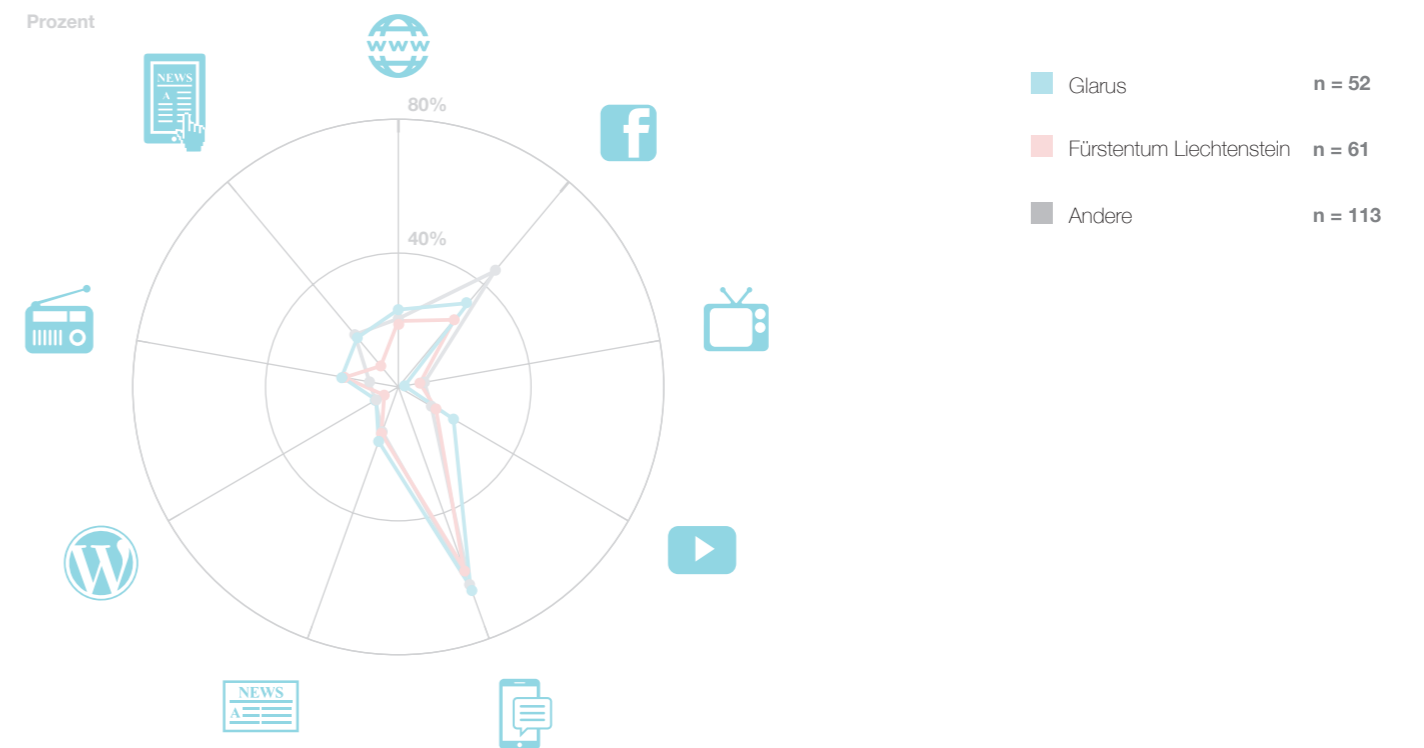 Prozent
www
NEWS
A
80%
f
Glarus n = 52
Fürstentum Liechtenstein n = 61
40%
Andere n = 113
W
NEWS
A